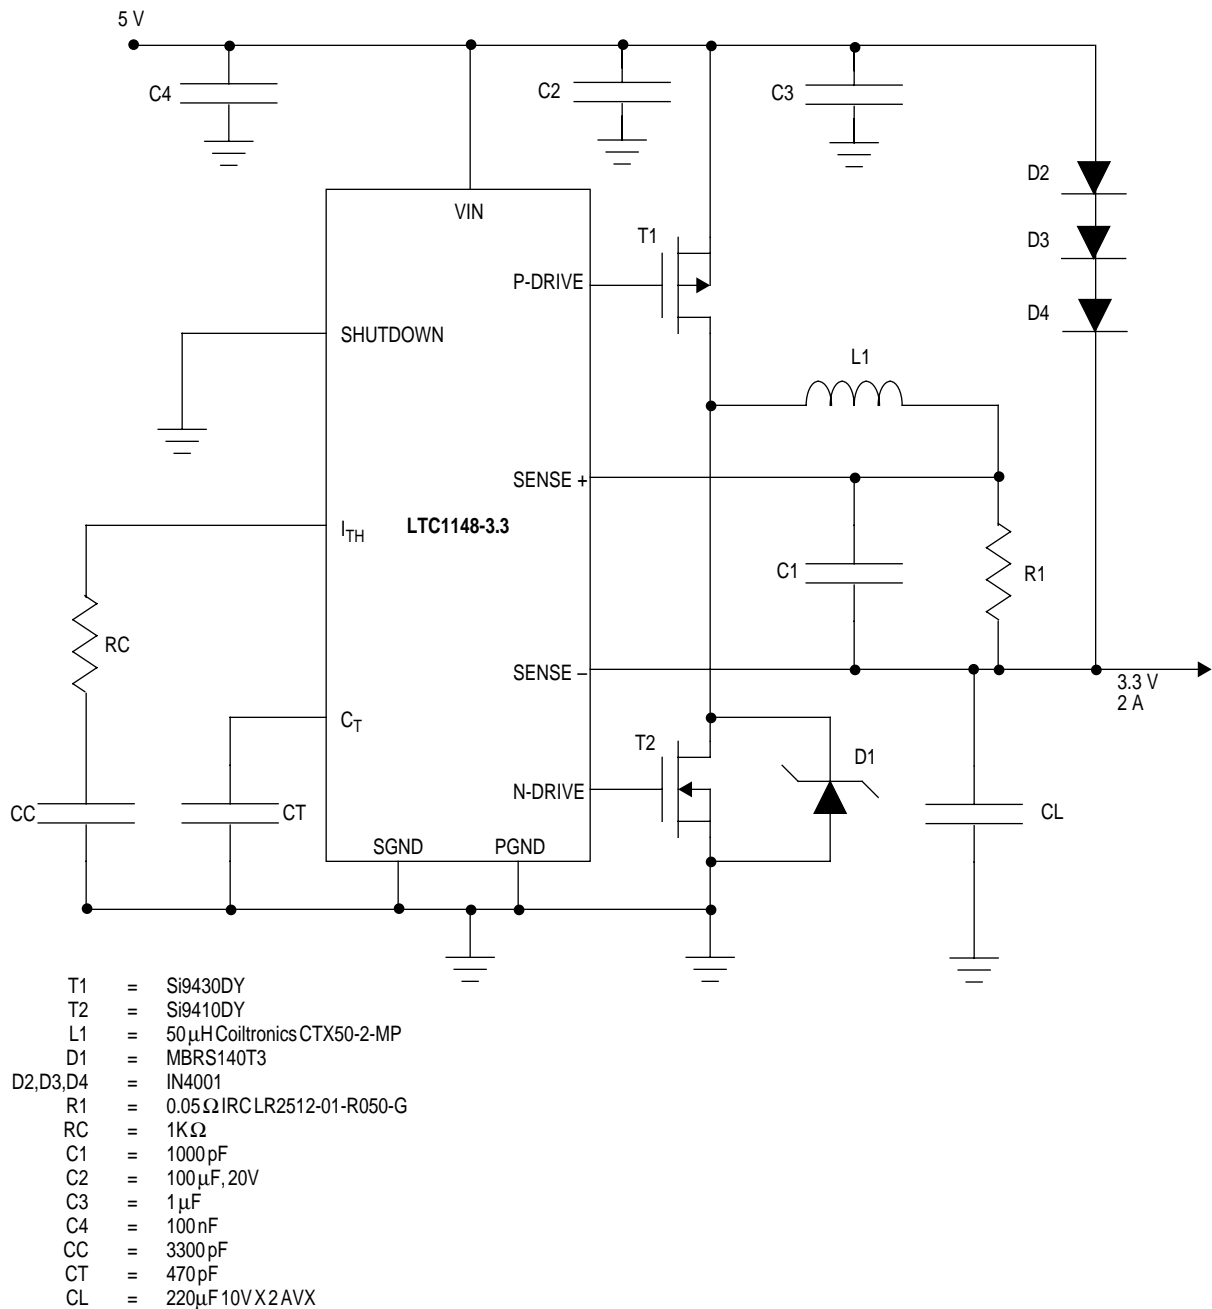 5 V
C4
C2
C3
D2
VIN
T1
D3
P-DRIVE
D4
SHUTDOWN
L1
SENSE +
I_TH
LTC1148-3.3
C1
R1
RC
SENSE –
3.3 V
2 A
C_T
T2
D1
N-DRIVE
CC
CT
CL
SGND
PGND
T1 = Si9430DY
T2 = Si9410DY
L1 = 50 µH Coiltronics CTX50-2-MP
D1 = MBRS140T3
D2,D3,D4 = IN4001
R1 = 0.05 Ω IRC LR2512-01-R050-G
RC = 1K Ω
C1 = 1000 pF
C2 = 100 µF, 20V
C3 = 1 µF
C4 = 100 nF
CC = 3300 pF
CT = 470 pF
CL = 220µF 10V X 2 AVX